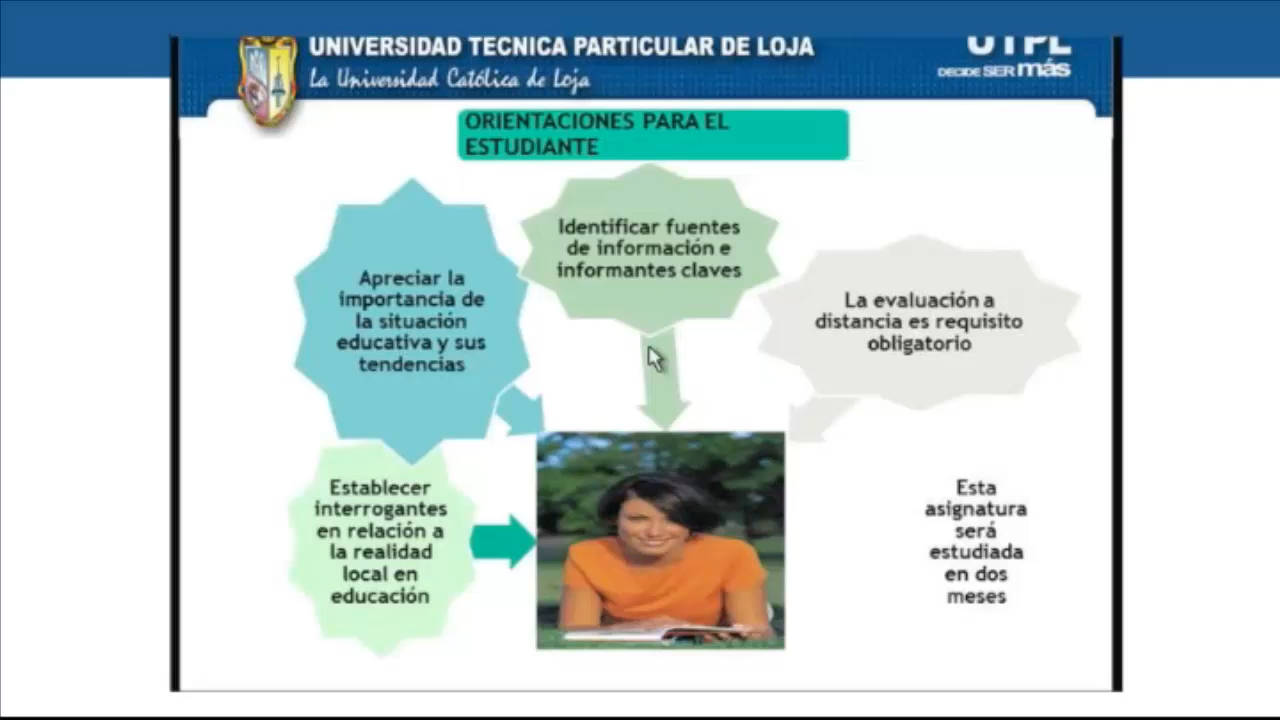 UNIVERSIDAD TECNICA PARTICULAR DE LOJA
La Universidad Católica de Loja
UTPL
DECIDE SER más
ORIENTACIONES PARA EL
ESTUDIANTE
Apreciar la
importancia de
la situación
educativa y sus
tendencias
Identificar fuentes
de información e
informantes claves
La evaluación a
distancia es requisito
obligatorio
Establecer
interrogantes
en relación a
la realidad
local en
educación
Esta
asignatura
será
estudiada
en dos
meses